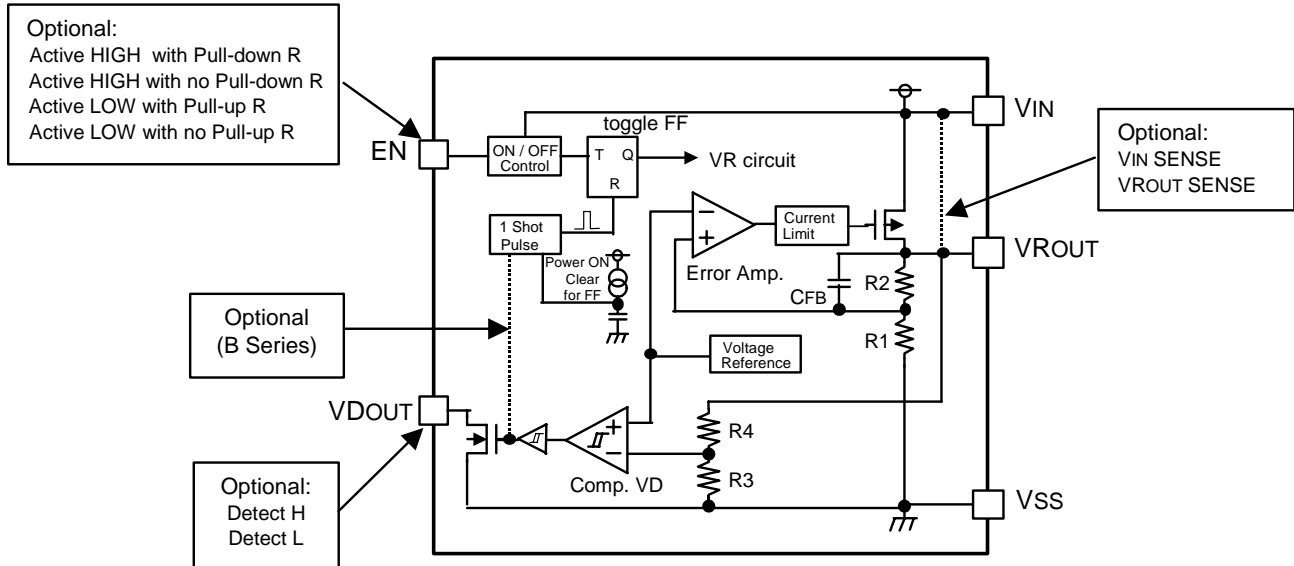 Optional:
Active HIGH with Pull-down R
Active HIGH with no Pull-down R
Active LOW with Pull-up R
Active LOW with no Pull-up R
EN
ON / OFF
Control
toggle FF
T Q
R
VR circuit
1 Shot
Pulse
Power ON
Clear
for FF
−
+
Error Amp.
Current
Limit
CFB
R2
R1
VIN
Optional:
VIN SENSE
VROUT SENSE
VROUT
Optional
(B Series)
Voltage
Reference
VDOUT
+
−
Comp. VD
R4
R3
VSS
Optional:
Detect H
Detect L